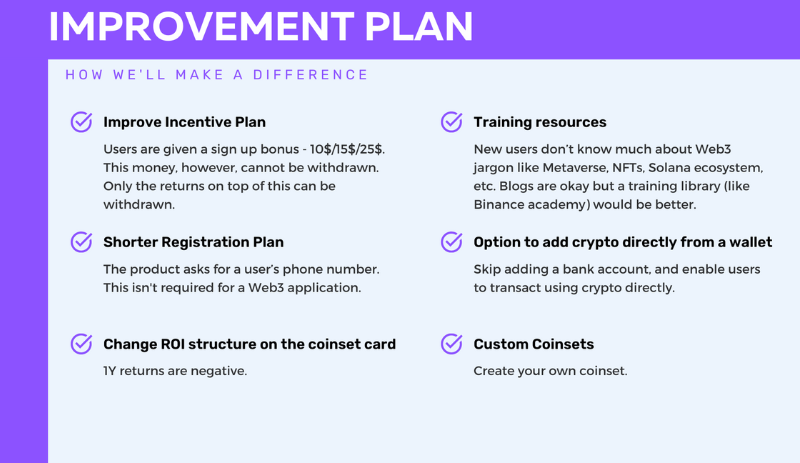 IMPROVEMENT PLAN
HOW WE'LL MAKE A DIFFERENCE
Improve Incentive Plan
Users are given a sign up bonus - 10$/15$/25$.
This money, however, cannot be withdrawn.
Only the returns on top of this can be
withdrawn.
Shorter Registration Plan
The product asks for a user's phone number.
This isn't required for a Web3 application.
Change ROI structure on the coinset card
1Y returns are negative.
Training resources
New users don't know much about Web3
jargon like Metaverse, NFTs, Solana ecosystem,
etc. Blogs are okay but a training library (like
Binance academy) would be better.
Option to add crypto directly from a wallet
Skip adding a bank account, and enable users
to transact using crypto directly.
Custom Coinsets
Create your own coinset.